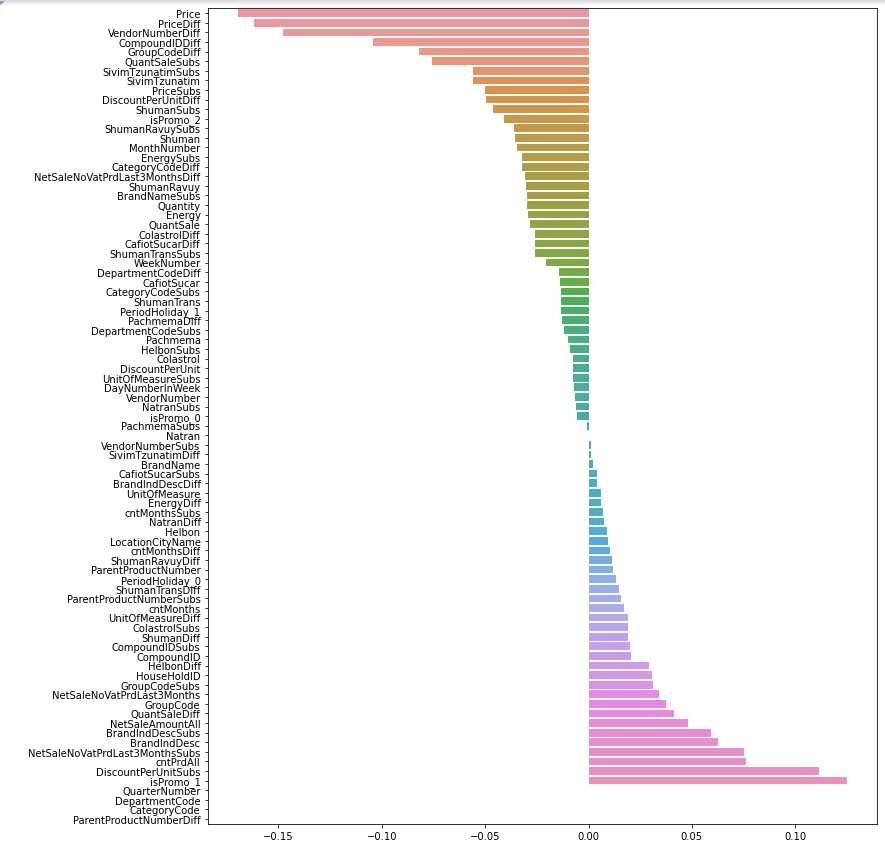 Price
PriceDiff
VendorNumberDiff
CompoundIDDiff
GroupCodeDiff
QuantSaleSubs
SivimTzunatimSubs
SivimTzunatim
PriceSubs
DiscountPerUnitDiff
ShumanSubs
isPromo_2
ShumanRavuySubs
Shuman
MonthNumber
EnergySubs
CategoryCodeDiff
NetSaleNoVatPrdLast3MonthsDiff
ShumanRavuy
BrandNameSubs
Quantity
Energy
QuantSale
ColastrolDiff
CafiotSucarDiff
ShumanTransSubs
WeekNumber
DepartmentCodeDiff
CafiotSucar
CategoryCodeSubs
ShumanTrans
PeriodHoliday_1
PachmemaDiff
DepartmentCodeSubs
Pachmema
HelbonSubs
Colastrol
DiscountPerUnit
UnitOfMeasureSubs
DayNumberInWeek
VendorNumber
NatranSubs
isPromo_0
PachmemaSubs
Natran
VendorNumberSubs
SivimTzunatimDiff
BrandName
CafiotSucarSubs
BrandIndDescDiff
UnitOfMeasure
EnergyDiff
cntMonthsSubs
NatranDiff
Helbon
LocationCityName
cntMonthsDiff
ShumanRavuyDiff
ParentProductNumber
PeriodHoliday_0
ShumanTransDiff
ParentProductNumberSubs
cntMonths
UnitOfMeasureDiff
ColastrolSubs
ShumanDiff
CompoundIDSubs
CompoundID
HelbonDiff
HouseHoldID
GroupCodeSubs
NetSaleNoVatPrdLast3Months
GroupCode
QuantSaleDiff
NetSaleAmountAll
BrandIndDescSubs
BrandIndDesc
NetSaleNoVatPrdLast3MonthsSubs
cntPrdAll
DiscountPerUnitSubs
isPromo_1
QuarterNumber
DepartmentCode
CategoryCode
ParentProductNumberDiff
−0.15 −0.10 −0.05 0.00 0.05 0.10